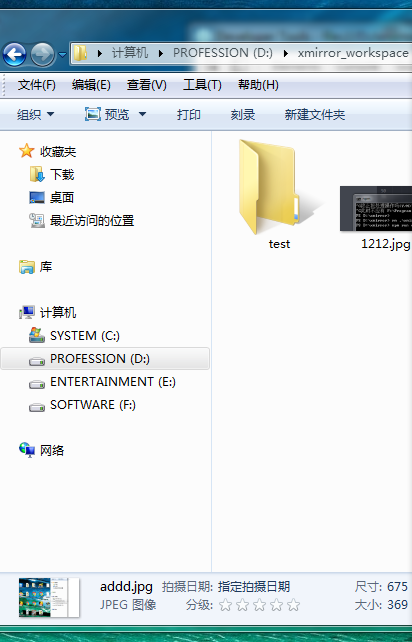 计算机 ▸ PROFESSION (D:) ▸ xmirror_workspace
文件(F) 编辑(E) 查看(V) 工具(T) 帮助(H)
组织 预览 打印 刻录 新建文件夹
收藏夹
下载
桌面
最近访问的位置
库
计算机
SYSTEM (C:)
PROFESSION (D:)
ENTERTAINMENT (E:)
SOFTWARE (F:)
网络
test
1212.jpg
addd.jpg 拍摄日期: 指定拍摄日期 尺寸: 675
JPEG 图像 分级: 大小: 369